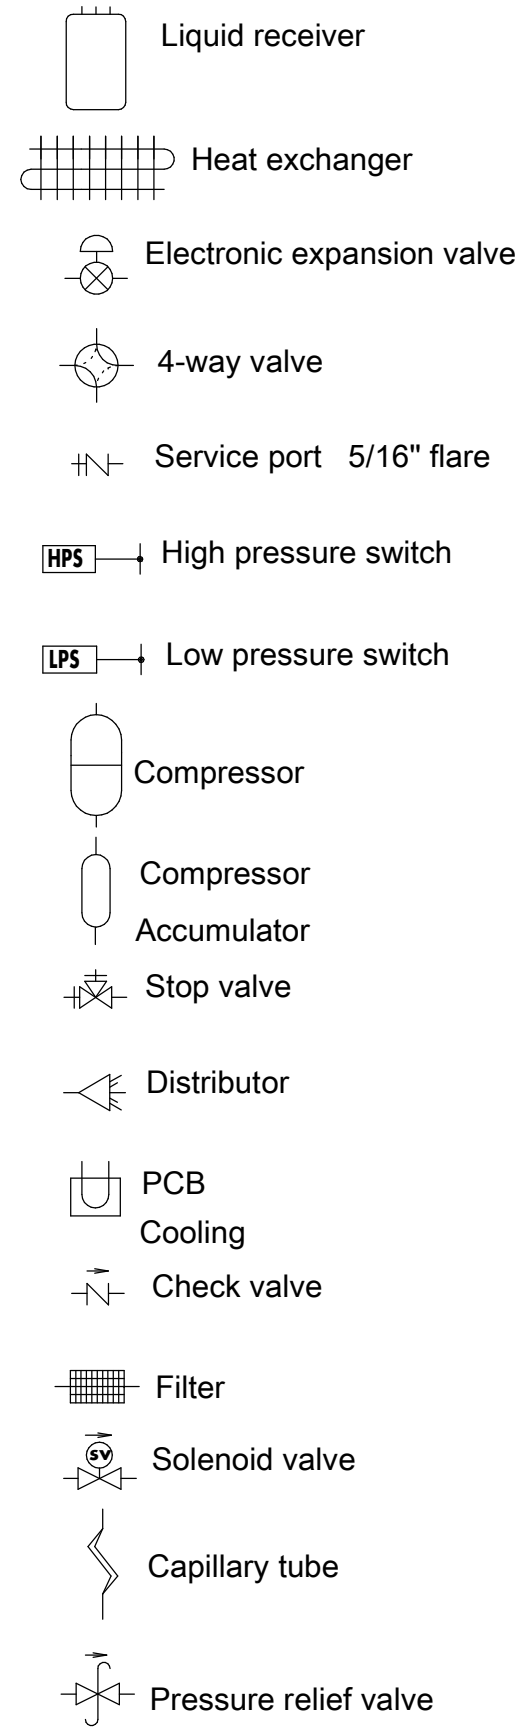 Liquid receiver
Heat exchanger
Electronic expansion valve
4-way valve
Service port 5/16" flare
HPS High pressure switch
LPS Low pressure switch
Compressor
Compressor
Accumulator
Stop valve
Distributor
PCB
Cooling
Check valve
Filter
SV Solenoid valve
Capillary tube
Pressure relief valve